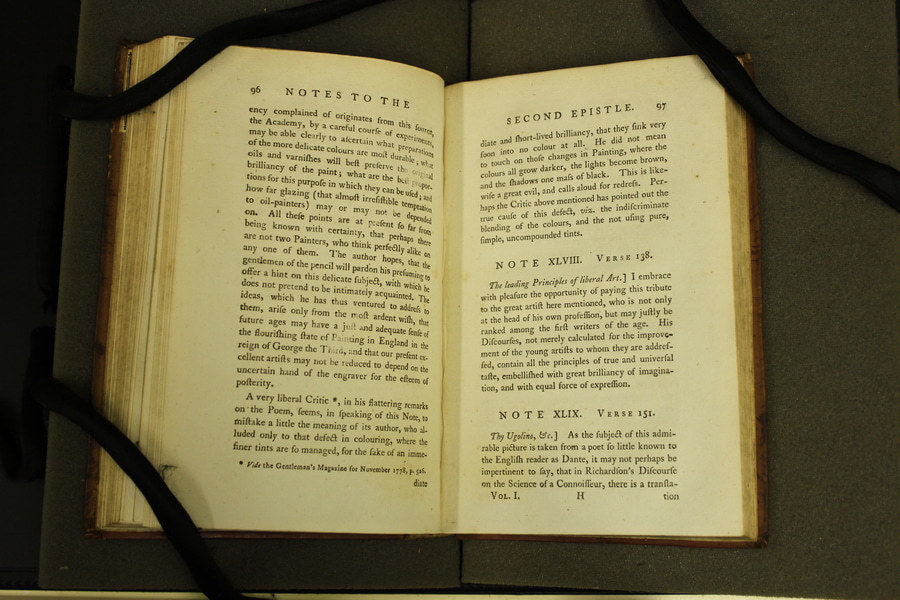 96 NOTES TO THE
ency complained of originates from this source,
the Academy, by a careful course of experiments,
may be able clearly to ascertain what preparations
of the more delicate colours are most durable; what
oils and varnishes will best preserve the original
brilliancy of the paint; what are the best propor-
tions for this purpose in which they can be used; and
how far glazing (that almost irresistible temptation
to oil-painters) may or may not be depended
on. All these points are at present so far from
being known with certainty, that perhaps there
are not two Painters, who think perfectly alike on
any one of them. The author hopes, that the
gentlemen of the pencil will pardon his presuming to
offer a hint on this delicate subject, with which he
does not pretend to be intimately acquainted. The
ideas, which he has thus ventured to address to
them, arise only from the most ardent wish, that
future ages may have a just and adequate sense of
the flourishing state of Painting in England in the
reign of George the Third, and that our present ex-
cellent artists may not be reduced to depend on the
uncertain hand of the engraver for the esteem of
posterity.
A very liberal Critic *, in his flattering remarks
on the Poem, seems, in speaking of this Note, to
mistake a little the meaning of its author, who al-
luded only to that defect in colouring, where the
finer tints are so managed, for the sake of an imme-
* Vide the Gentleman's Magazine for November 1778, p. 526.
diate
SECOND EPISTLE. 97
diate and short-lived brilliancy, that they sink very
soon into no colour at all. He did not mean
to touch on those changes in Painting, where the
colours all grow darker, the lights become brown,
and the shadows one mass of black. This is like-
wise a great evil, and calls aloud for redress. Per-
haps the Critic above mentioned has pointed out the
true cause of this defect, viz. the indiscriminate
blending of the colours, and the not using pure,
simple, uncompounded tints.
NOTE XLVIII. VERSE 138.
The leading Principles of liberal Art.] I embrace
with pleasure the opportunity of paying this tribute
to the great artist here mentioned, who is not only
at the head of his own profession, but may justly be
ranked among the first writers of the age. His
Discourses, not merely calculated for the improve-
ment of the young artists to whom they are addres-
sed, contain all the principles of true and universal
taste, embellished with great brilliancy of imagina-
tion, and with equal force of expression.
NOTE XLIX. VERSE 151.
Thy Ugolino, &c.] As the subject of this admi-
rable picture is taken from a poet so little known to
the English reader as Dante, it may not perhaps be
impertinent to say, that in Richardson's Discourse
on the Science of a Connoisseur, there is a transla-
VOL. I. H tion